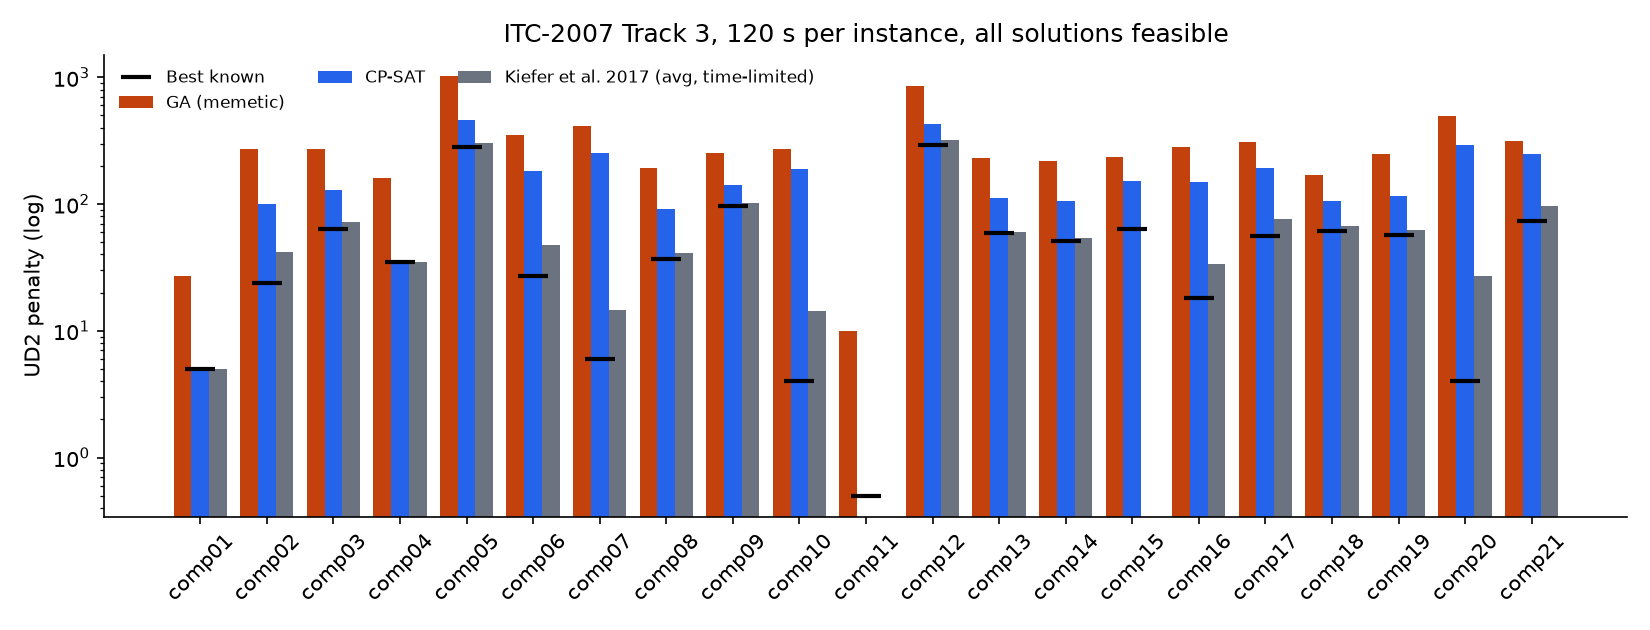 ITC-2007 Track 3, 120 s per instance, all solutions feasible
Best known
GA (memetic)
CP-SAT
Kiefer et al. 2017 (avg, time-limited)
UD2 penalty (log)
10³
10²
10¹
10⁰
comp01
comp02
comp03
comp04
comp05
comp06
comp07
comp08
comp09
comp10
comp11
comp12
comp13
comp14
comp15
comp16
comp17
comp18
comp19
comp20
comp21